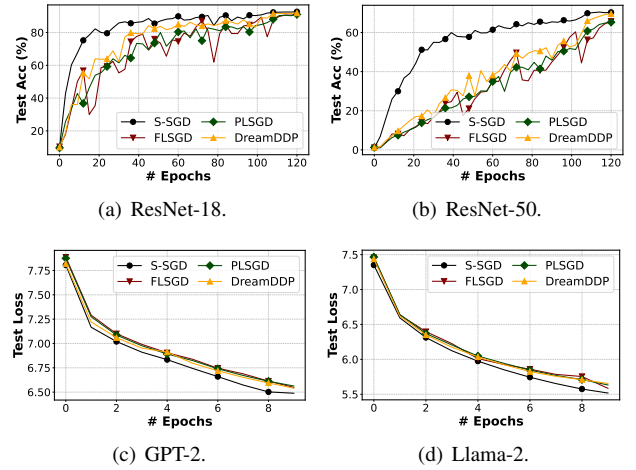 Test Acc (%)
80
60
40
20
S-SGD
FLSGD
PLSGD
DreamDDP
0 20 40 60 80 100 120
# Epochs
(a) ResNet-18.
Test Acc (%)
60
40
20
0
S-SGD
FLSGD
PLSGD
DreamDDP
0 20 40 60 80 100 120
# Epochs
(b) ResNet-50.
Test Loss
7.75
7.50
7.25
7.00
6.75
6.50
S-SGD
FLSGD
PLSGD
DreamDDP
0 2 4 6 8
# Epochs
(c) GPT-2.
Test Loss
7.5
7.0
6.5
6.0
5.5
S-SGD
FLSGD
PLSGD
DreamDDP
0 2 4 6 8
# Epochs
(d) Llama-2.